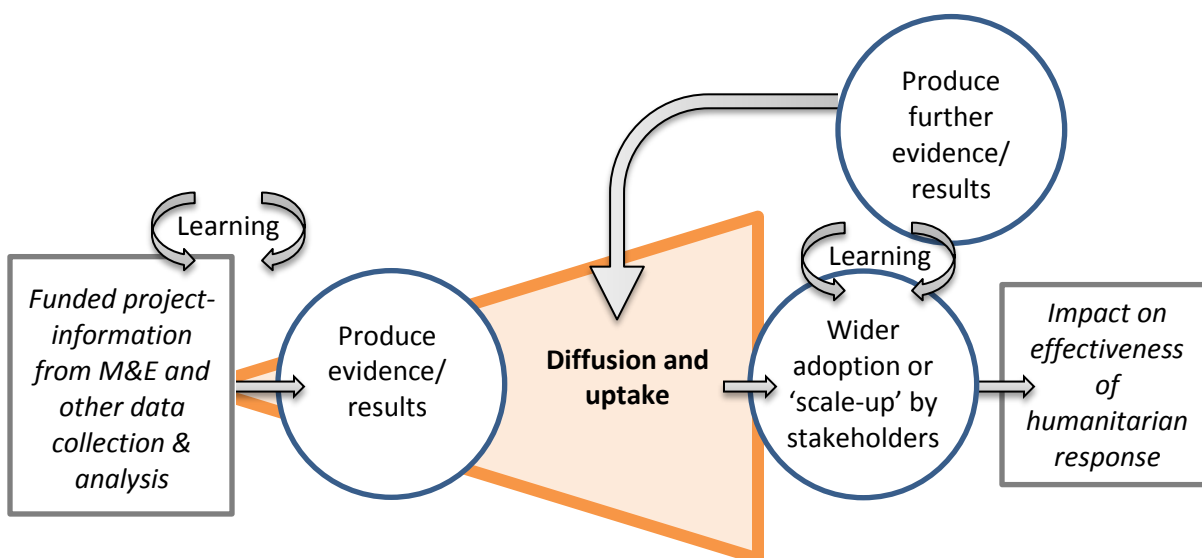 Produce
further
evidence/
results
Learning
Learning
Funded project-
information
from M&E and
other data
collection &
analysis
Produce
evidence/
results
Diffusion and
uptake
Wider
adoption or
‘scale-up’ by
stakeholders
Impact on
effectiveness
of
humanitarian
response